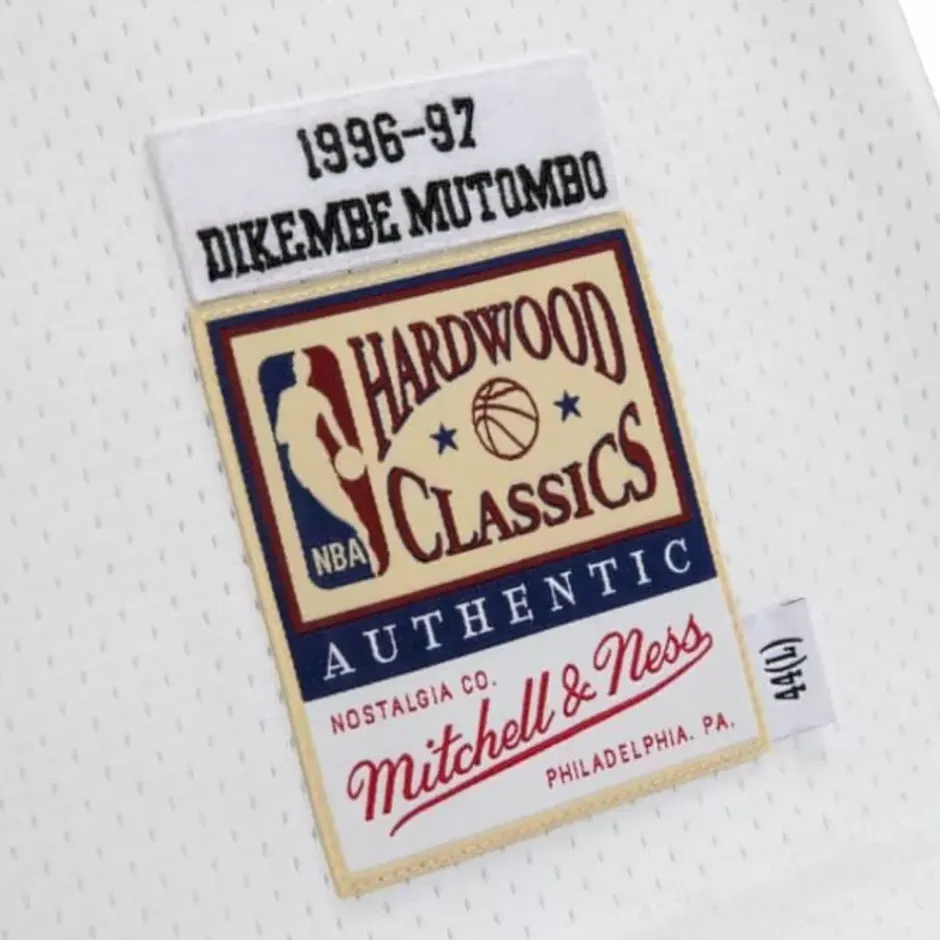 1996-97
DIKEMBE MUTOMBO
HARDWOOD
CLASSICS
NBA
AUTHENTIC
NOSTALGIA CO.
Mitchell & Ness
PHILADELPHIA. PA.
44(L)